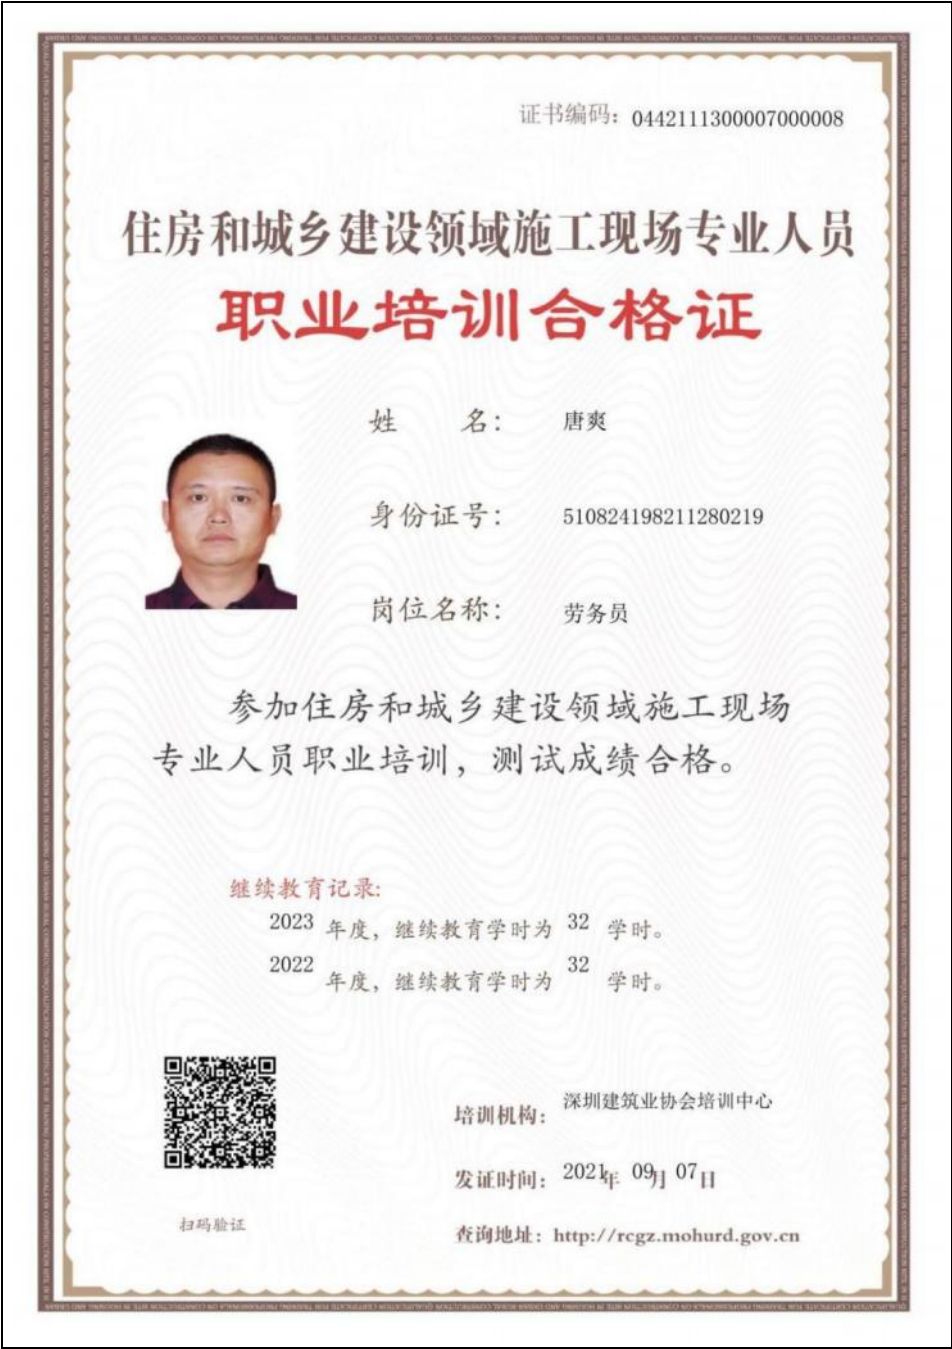 证书编码：0442111300007000008
住房和城乡建设领域施工现场专业人员
职业培训合格证
姓　　名：唐爽
身份证号：510824198211280219
岗位名称：劳务员
参加住房和城乡建设领域施工现场
专业人员职业培训，测试成绩合格。
继续教育记录:
2023 年度，继续教育学时为 32 学时。
2022 年度，继续教育学时为 32 学时。
培训机构：深圳建筑业协会培训中心
发证时间：2021年 09月 07日
扫码验证
查询地址：http://rcgz.mohurd.gov.cn